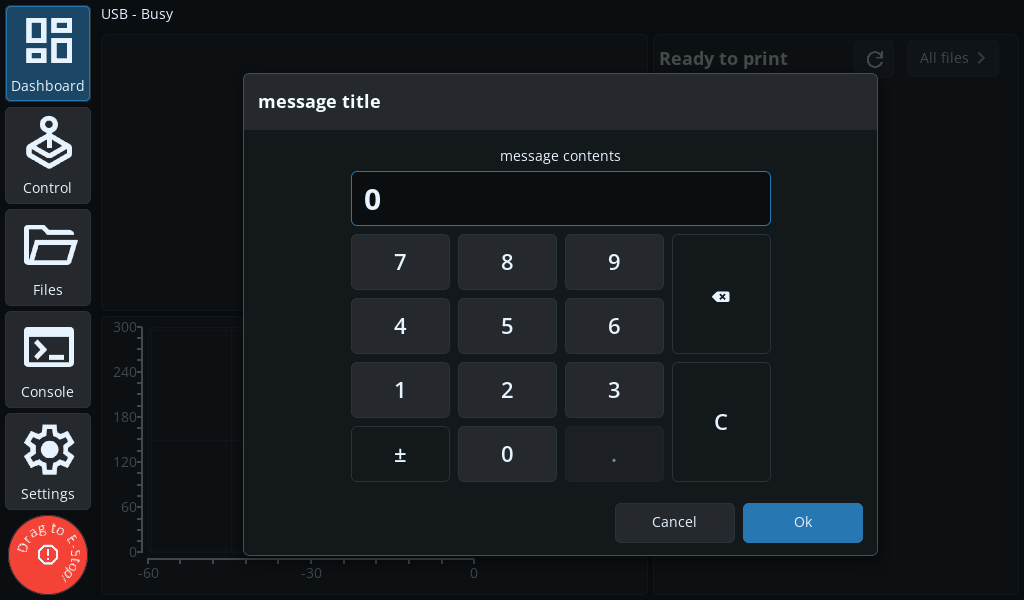 USB - Busy
Dashboard
Control
Files
Console
Settings
Drag to E-Stop!
Ready to print
All files
message title
message contents
0
7 8 9
4 5 6
1 2 3 C
± 0 .
Cancel Ok
300
240
180
120
60
0
-60 -30 0